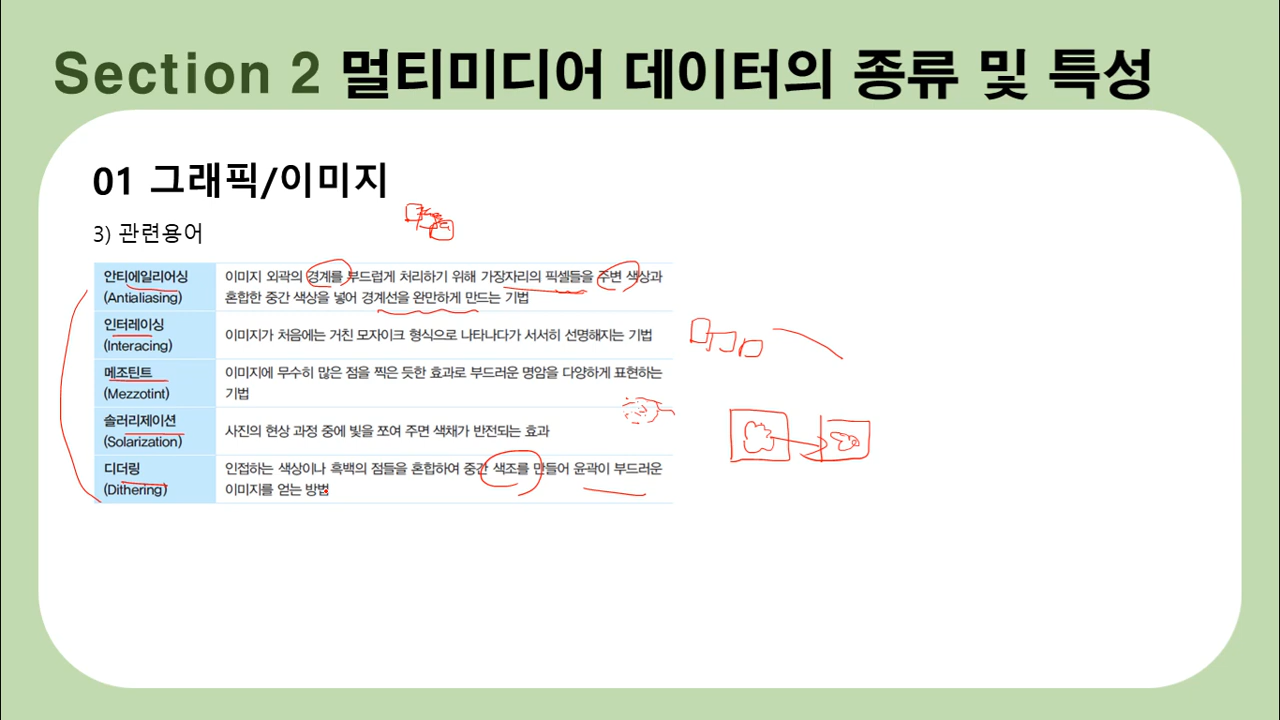 Section 2 멀티미디어 데이터의 종류 및 특성
01 그래픽/이미지
3) 관련용어
안티에일리어싱
(Antialiasing)
이미지 외곽의 경계를 부드럽게 처리하기 위해 가장자리의 픽셀들을 주변 색상과
혼합한 중간 색상을 넣어 경계선을 완만하게 만드는 기법
인터레이싱
(Interacing)
이미지가 처음에는 거친 모자이크 형식으로 나타나다가 서서히 선명해지는 기법
메조틴트
(Mezzotint)
이미지에 무수히 많은 점을 찍은 듯한 효과로 부드러운 명암을 다양하게 표현하는
기법
솔러리제이션
(Solarization)
사진의 현상 과정 중에 빛을 쪼여 주면 색채가 반전되는 효과
디더링
(Dithering)
인접하는 색상이나 흑백의 점들을 혼합하여 중간 색조를 만들어 윤곽이 부드러운
이미지를 얻는 방법